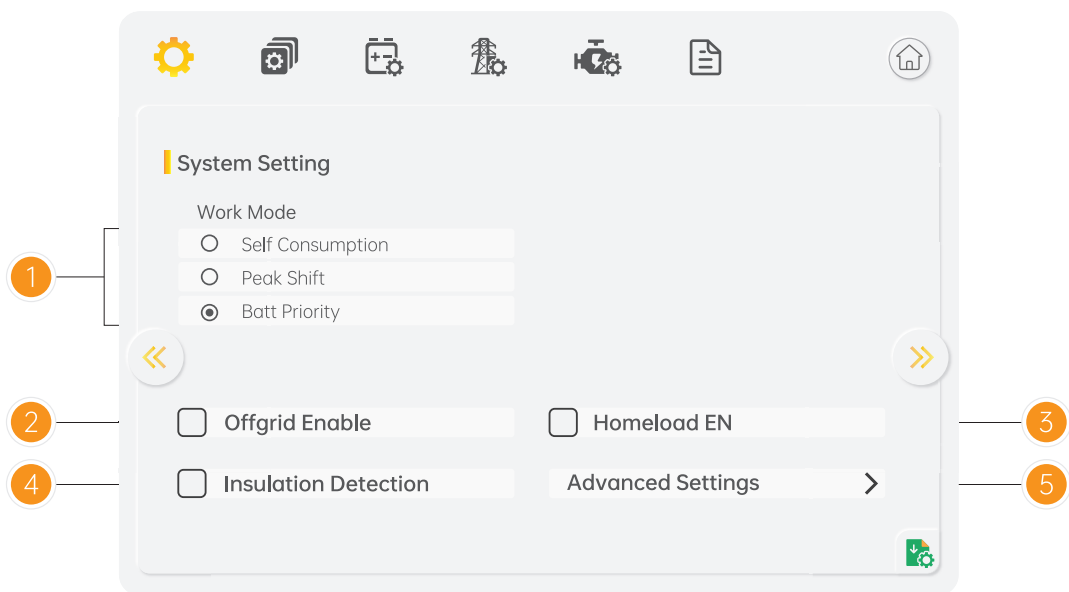 System Setting
Work Mode
Self Consumption
1
Peak Shift
Batt Priority
2
Offgrid Enable
Homeload EN
3
4
Insulation Detection
Advanced Settings
5